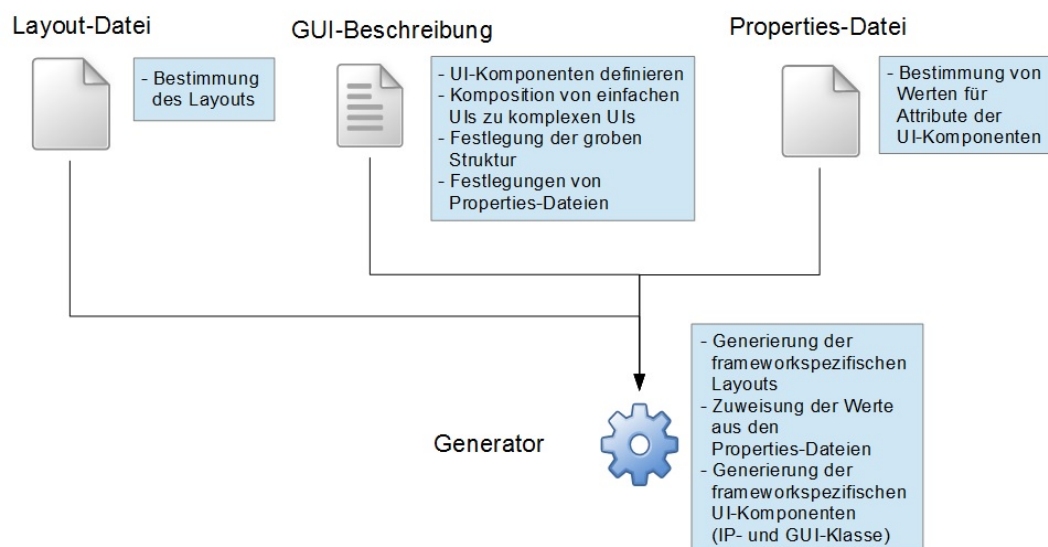 Layout-Datei
- Bestimmung
des Layouts
GUI-Beschreibung
- UI-Komponenten definieren
- Komposition von einfachen
UIs zu komplexen UIs
- Festlegung der groben
Struktur
- Festlegungen von
Properties-Dateien
Properties-Datei
- Bestimmung von
Werten für
Attribute der
UI-Komponenten
Generator
- Generierung der
frameworkspezifischen
Layouts
- Zuweisung der Werte
aus den
Properties-Dateien
- Generierung der
frameworkspezifischen
UI-Komponenten
(IP- und GUI-Klasse)